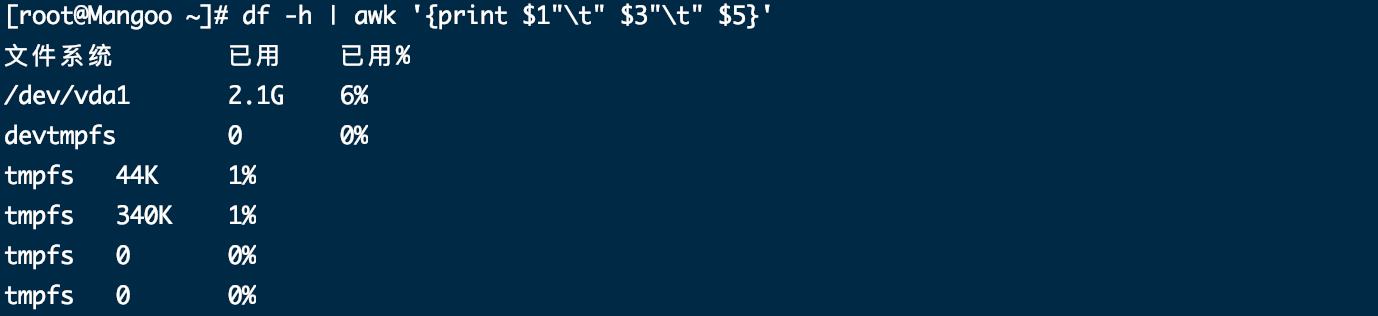 [root@Mangoo ~]# df -h | awk '{print $1"\t" $3"\t" $5}'
文件系统	已用	已用%
/dev/vda1	2.1G	6%
devtmpfs	0	0%
tmpfs	44K	1%
tmpfs	340K	1%
tmpfs	0	0%
tmpfs	0	0%